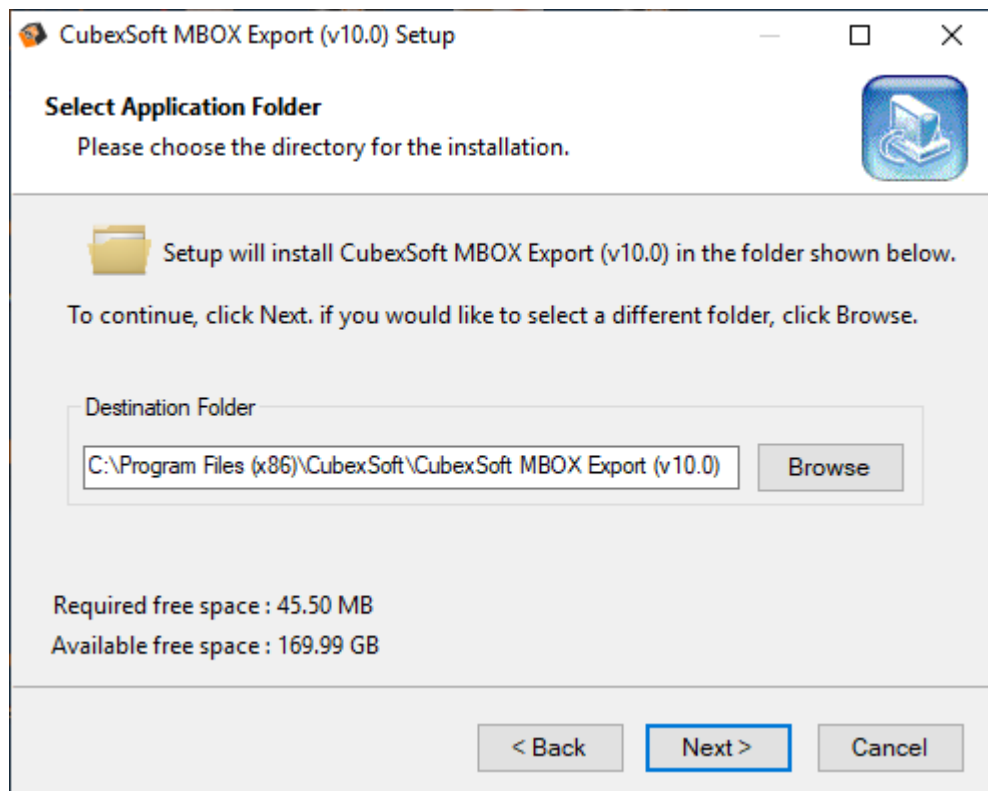 CubexSoft MBOX Export (v10.0) Setup
Select Application Folder
Please choose the directory for the installation.
Setup will install CubexSoft MBOX Export (v10.0) in the folder shown below.
To continue, click Next. if you would like to select a different folder, click Browse.
Destination Folder
C:\Program Files (x86)\CubexSoft\CubexSoft MBOX Export (v10.0)
Browse
Required free space : 45.50 MB
Available free space : 169.99 GB
< Back
Next >
Cancel